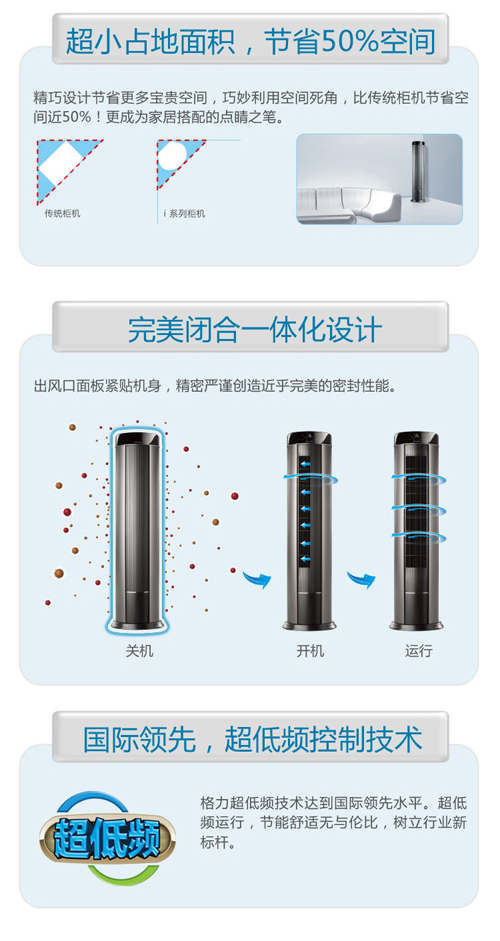 超小占地面积，节省50%空间
精巧设计节省更多宝贵空间，巧妙利用空间死角，比传统柜机节省空
间近50%！更成为家居搭配的点睛之笔。
传统柜机
i 系列柜机
完美闭合一体化设计
出风口面板紧贴机身，精密严谨创造近乎完美的密封性能。
关机
开机
运行
国际领先，超低频控制技术
超低频
格力超低频技术达到国际领先水平。超低
频运行，节能舒适无与伦比，树立行业新
标杆。